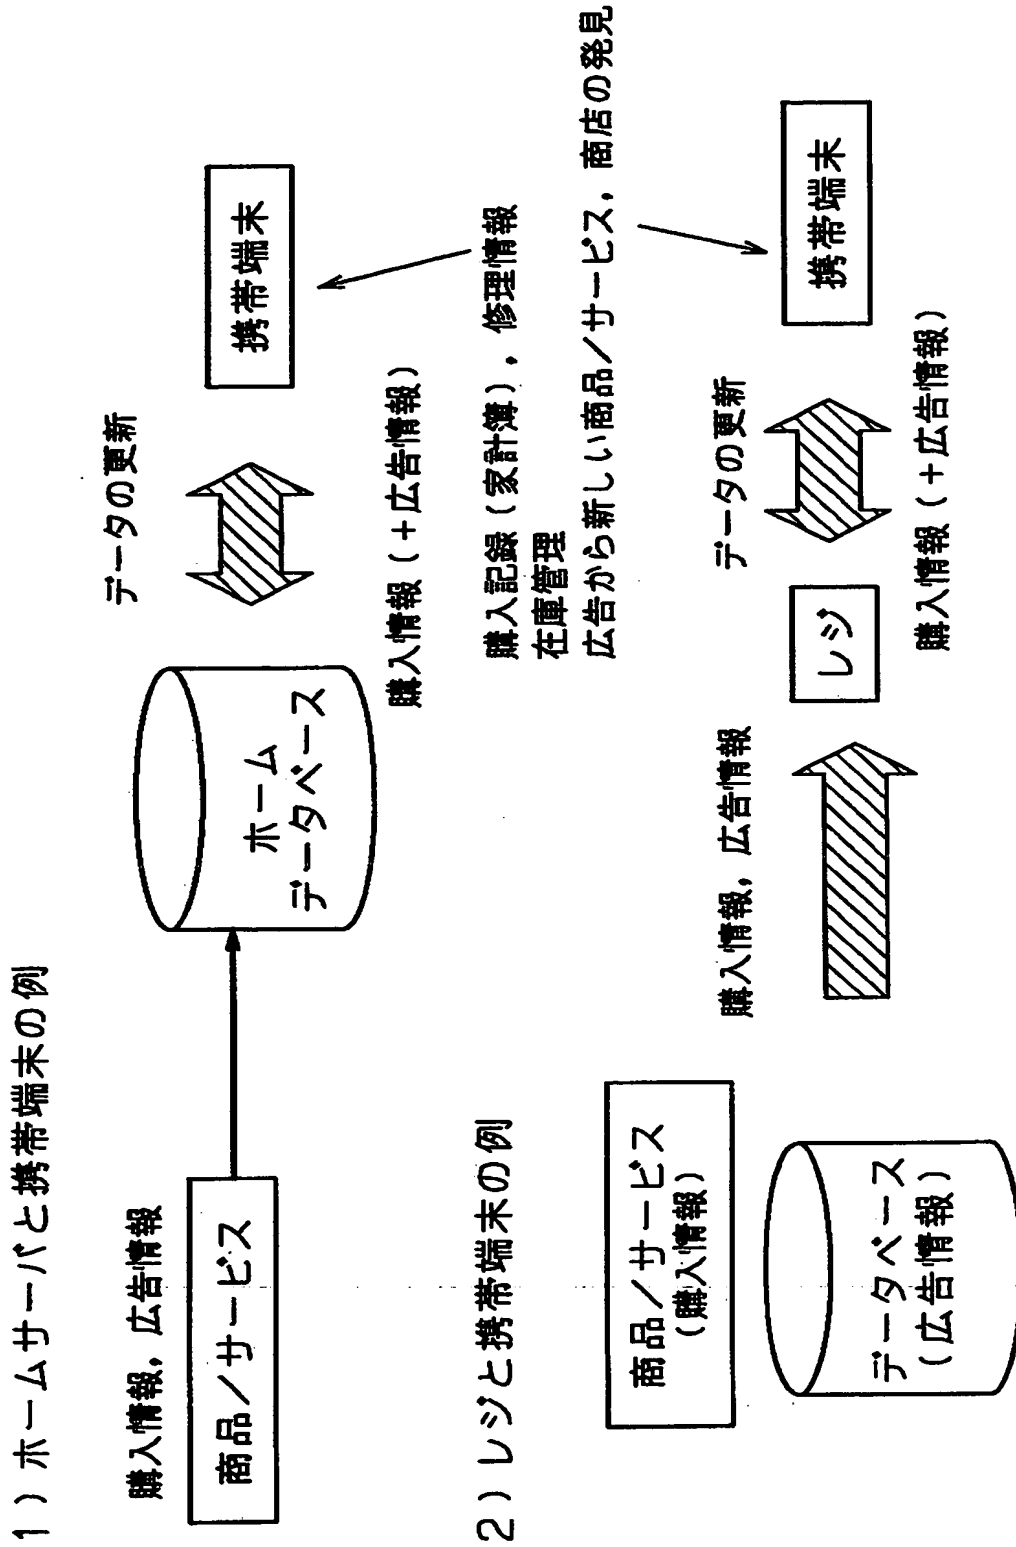 1）ホームサーバと携帯端末の例
購入情報，広告情報
商品／サービス
ホーム
データベース
データの更新
購入情報（＋広告情報）
携帯端末
購入記録（家計簿），修理情報
在庫管理
広告から新しい商品／サービス，商店の発見
2）レジと携帯端末の例
商品／サービス
（購入情報）
データベース
（広告情報）
購入情報，広告情報
レジ
データの更新
購入情報（＋広告情報）
携帯端末